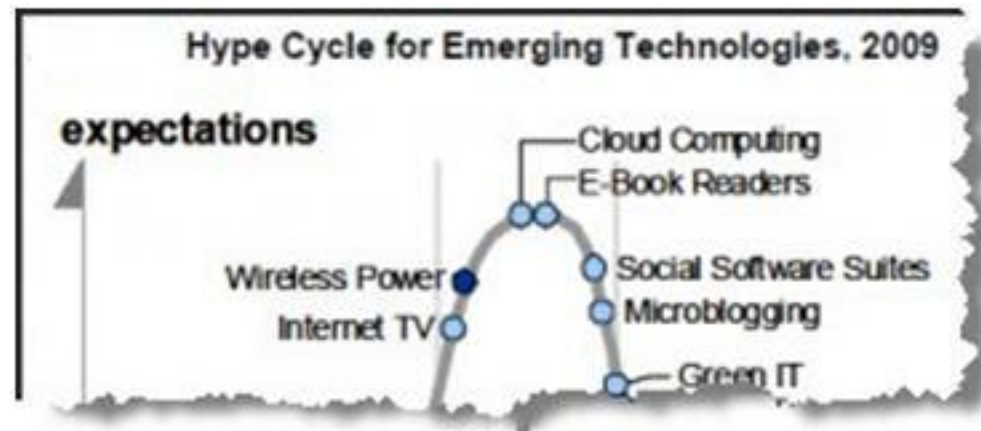 Hype Cycle for Emerging Technologies, 2009
expectations
Cloud Computing
E-Book Readers
Wireless Power
Social Software Suites
Internet TV
Microblogging
Green IT